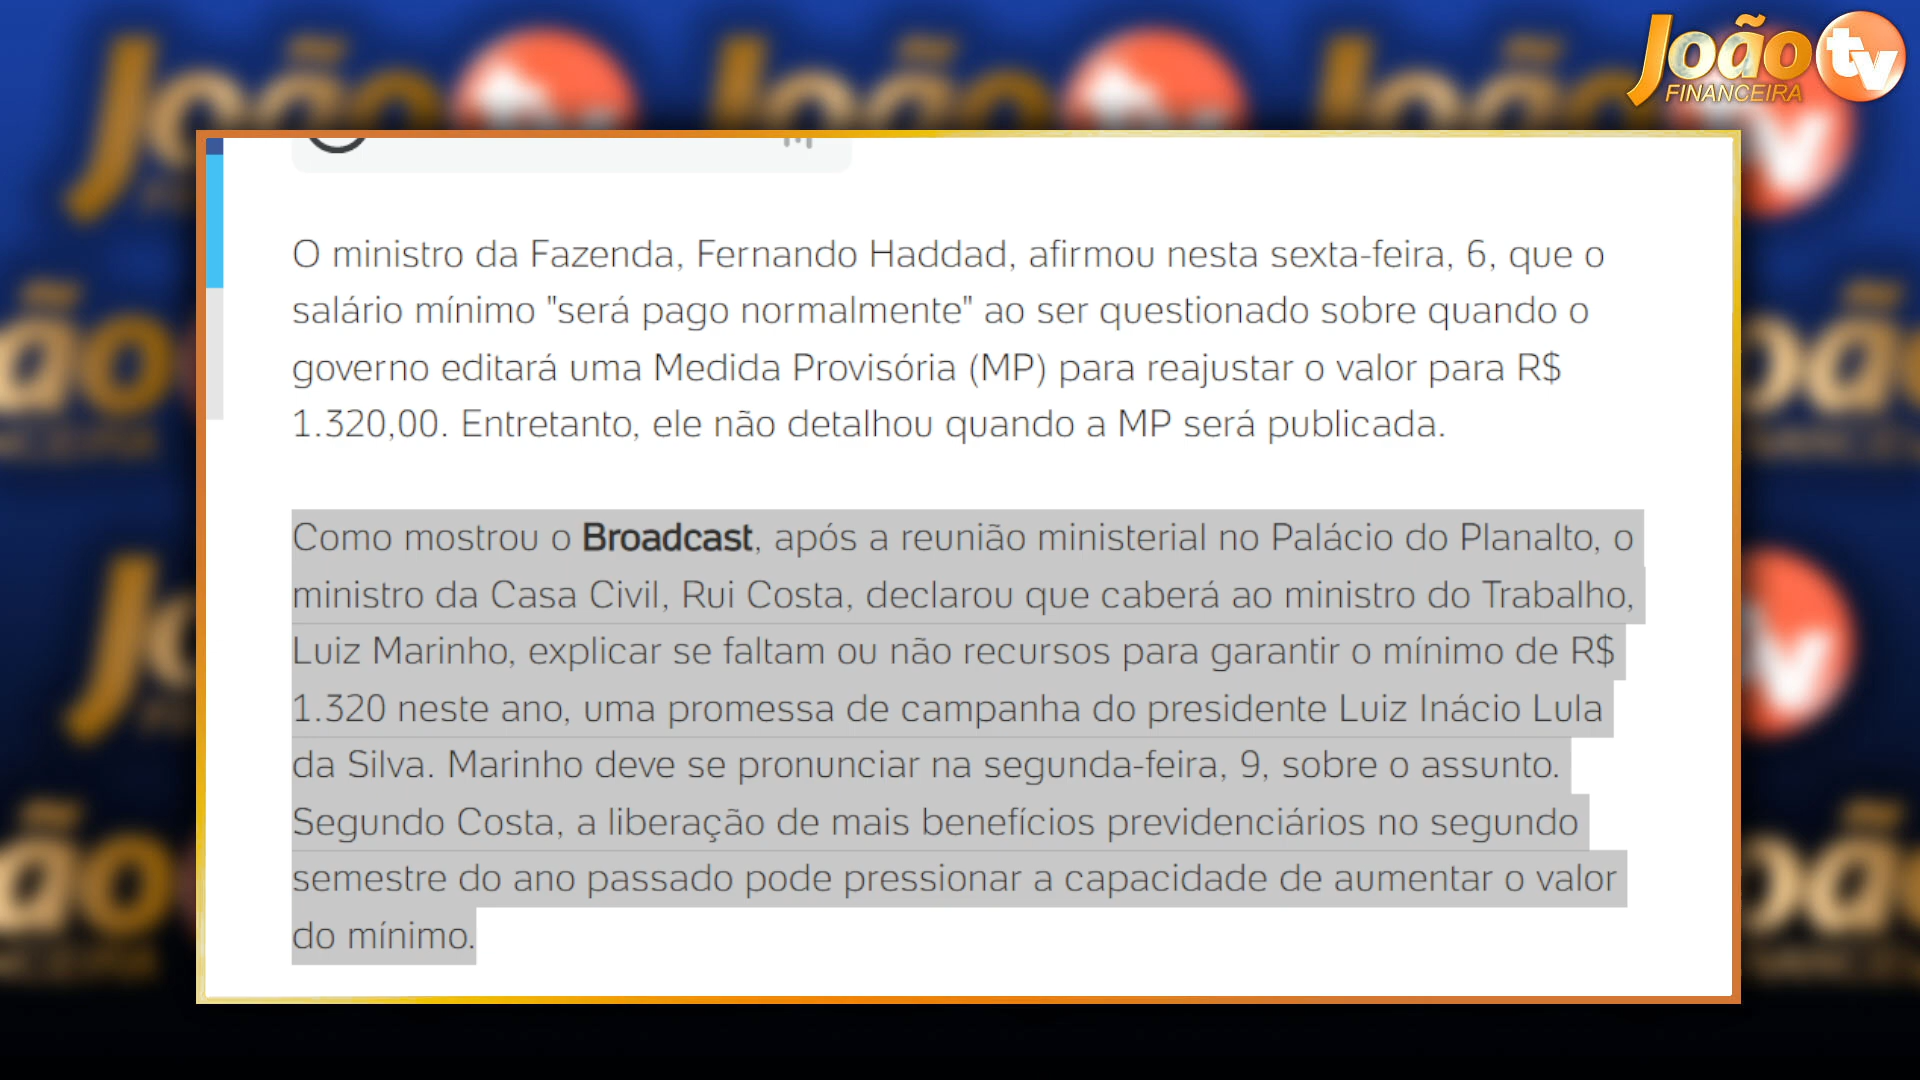 João tv
FINANCEIRA
O ministro da Fazenda, Fernando Haddad, afirmou nesta sexta-feira, 6, que o
salário mínimo "será pago normalmente" ao ser questionado sobre quando o
governo editará uma Medida Provisória (MP) para reajustar o valor para R$
1.320,00. Entretanto, ele não detalhou quando a MP será publicada.
Como mostrou o Broadcast, após a reunião ministerial no Palácio do Planalto, o
ministro da Casa Civil, Rui Costa, declarou que caberá ao ministro do Trabalho,
Luiz Marinho, explicar se faltam ou não recursos para garantir o mínimo de R$
1.320 neste ano, uma promessa de campanha do presidente Luiz Inácio Lula
da Silva. Marinho deve se pronunciar na segunda-feira, 9, sobre o assunto.
Segundo Costa, a liberação de mais benefícios previdenciários no segundo
semestre do ano passado pode pressionar a capacidade de aumentar o valor
do mínimo.